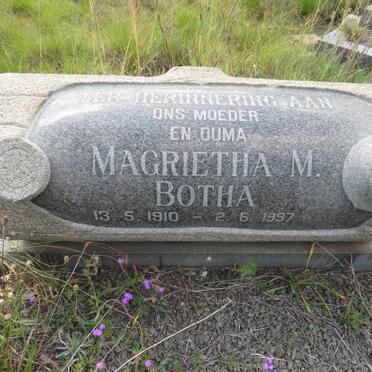 TER HERINNERING AAN
ONS MOEDER
EN OUMA
MAGRIETHA M.
BOTHA
13.5.1910 - 2.6.1997